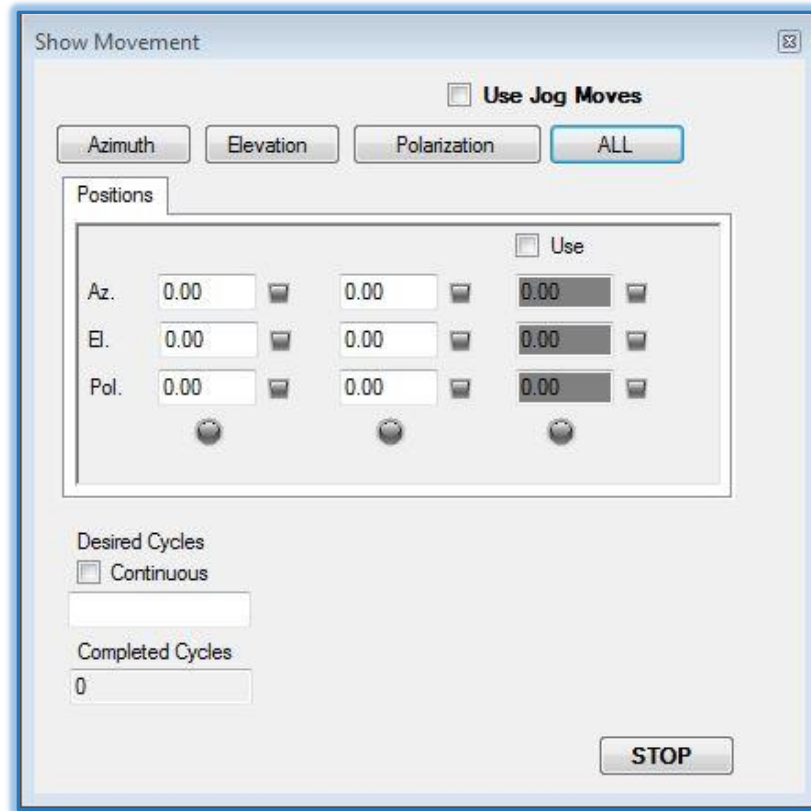 Show Movement
Use Jog Moves
Azimuth Elevation Polarization ALL
Positions
Use
Az. 0.00 0.00 0.00
El. 0.00 0.00 0.00
Pol. 0.00 0.00 0.00
Desired Cycles
Continuous
Completed Cycles
0
STOP